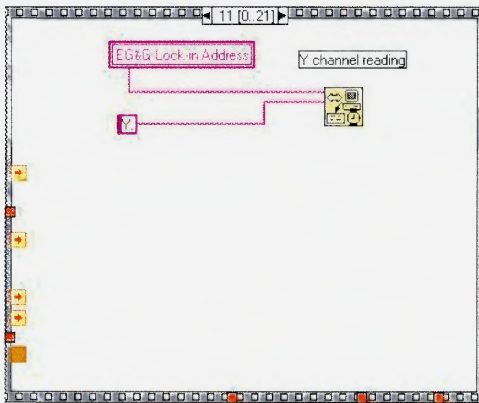 11 [0..21]
EG&G Lock-in Address
Y channel reading
Y.